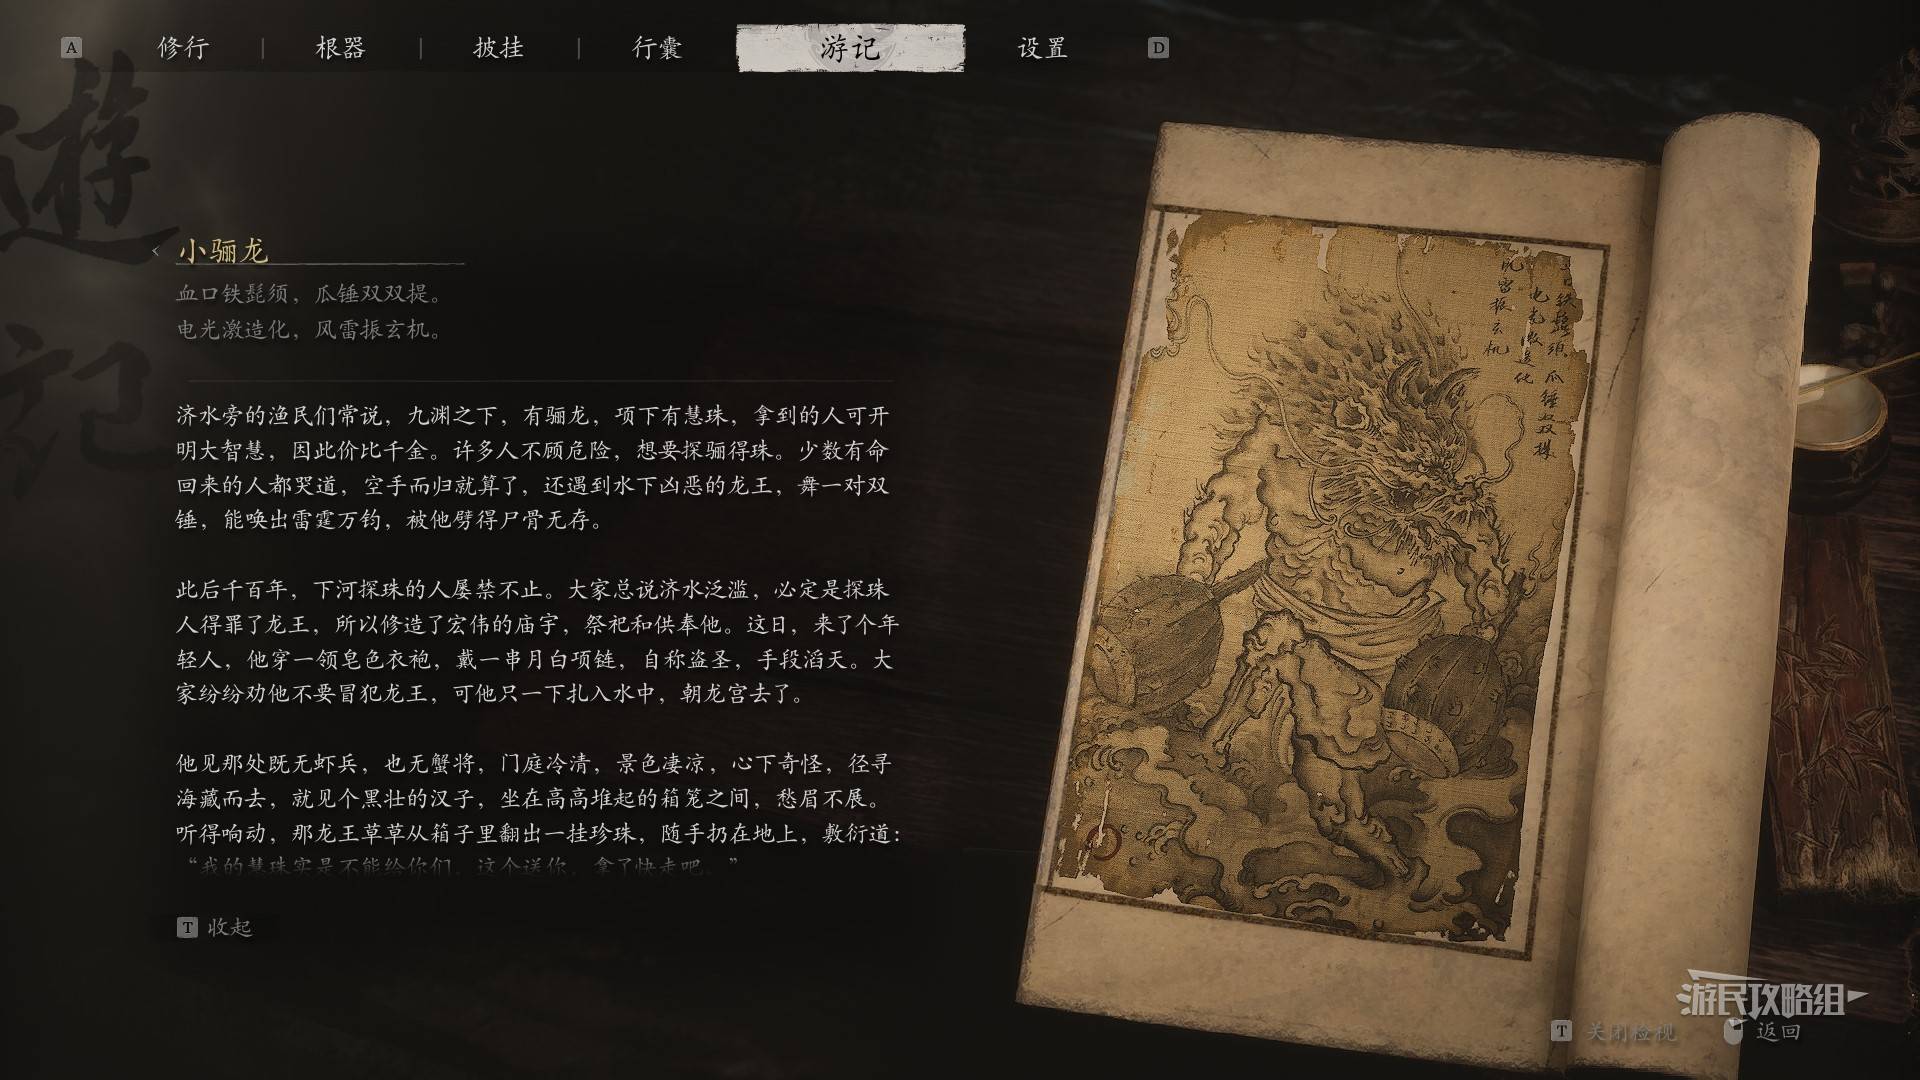 A 修行 | 根器 | 披挂 | 行囊 游记 设置 D
遊
記
小骊龙
血口铁髭须，瓜锤双双提。
电光激造化，风雷振玄机。
济水旁的渔民们常说，九渊之下，有骊龙，项下有慧珠，拿到的人可开
明大智慧，因此价比千金。许多人不顾危险，想要探骊得珠。少数有命
回来的人都哭道，空手而归就算了，还遇到水下凶恶的龙王，舞一对双
锤，能唤出雷霆万钧，被他劈得尸骨无存。
此后千百年，下河探珠的人屡禁不止。大家总说济水泛滥，必定是探珠
人得罪了龙王，所以修造了宏伟的庙宇，祭祀和供奉他。这日，来了个年
轻人，他穿一领皂色衣袍，戴一串月白项链，自称盗圣，手段滔天。大
家纷纷劝他不要冒犯龙王，可他只一下扎入水中，朝龙宫去了。
他见那处既无虾兵，也无蟹将，门庭冷清，景色凄凉，心下奇怪，径寻
海藏而去，就见个黑壮的汉子，坐在高高堆起的箱笼之间，愁眉不展。
听得响动，那龙王草草从箱子里翻出一挂珍珠，随手扔在地上，敷衍道：
“我的慧珠实是不能给你们，这个送你，拿了快走吧。”
T 收起
铁髭须
瓜锤双提
电光激造化
风雷振玄机
游民攻略组
T 关闭检视 返回